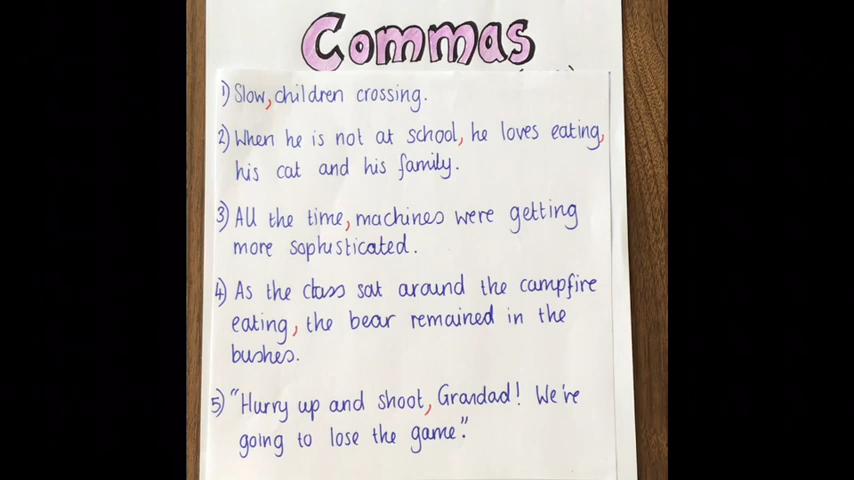 Commas
1) Slow, children crossing.
2) When he is not at school, he loves eating,
his cat and his family.
3) All the time, machines were getting
more sophisticated.
4) As the class sat around the campfire
eating, the bear remained in the
bushes.
5) "Hurry up and shoot, Grandad! We're
going to lose the game".